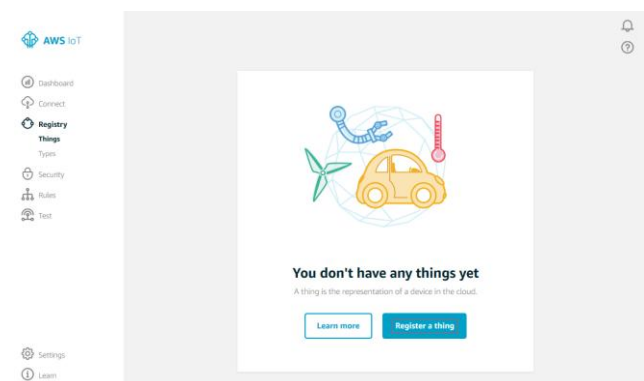 AWS IoT
Dashboard
Connect
Registry
Things
Types
Security
Rules
Test
Settings
Learn
You don't have any things yet
A thing is the representation of a device in the cloud.
Learn more
Register a thing